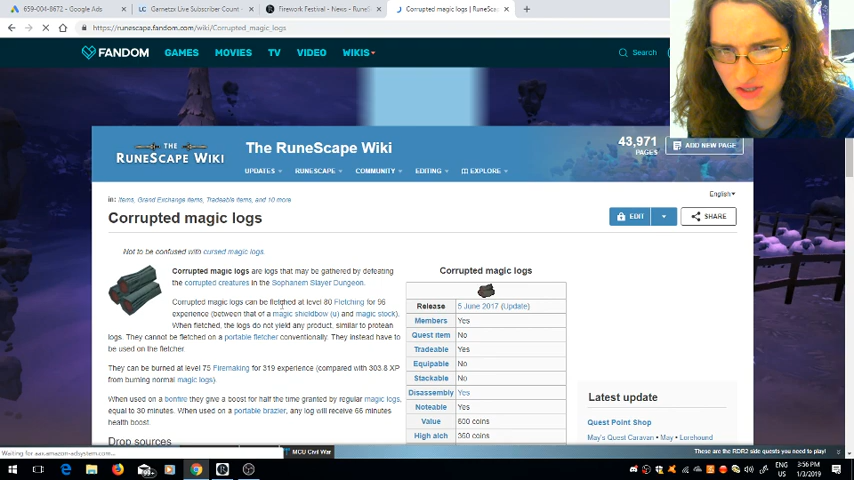 659-004-8672 - Google Ads
Gametzi Live Subscriber Count
Firework Festival - News - RuneS
Corrupted magic logs | RuneSca
https://runescape.fandom.com/wiki/Corrupted_magic_logs
FANDOM GAMES MOVIES TV VIDEO WIKIS
Search
THE RUNESCAPE WIKI
The RuneScape Wiki
43,971 PAGES
ADD NEW PAGE
UPDATES RUNESCAPE COMMUNITY EDITING EXPLORE
English
in: Items, Grand Exchange items, Tradeable items, and 10 more
Corrupted magic logs
EDIT
SHARE
Not to be confused with cursed magic logs.
Corrupted magic logs are logs that may be gathered by defeating
the corrupted creatures in the Sophanem Slayer Dungeon.
Corrupted magic logs can be fletched at level 80 Fletching for 96
experience (between that of a magic shieldbow (u) and magic stock).
When fletched, the logs do not yield any product, similar to protean
logs. They cannot be fletched on a portable fletcher conventionally. They instead have to
be used on the fletcher.
They can be burned at level 75 Firemaking for 319 experience (compared with 303.8 XP
from burning normal magic logs).
When used on a bonfire they give a boost for half the time granted by regular magic logs,
equal to 30 minutes. When used on a portable brazier, any log will receive 66 minutes
health boost.
Drop sources
Corrupted magic logs
Release 5 June 2017 (Update)
Members Yes
Quest item No
Tradeable Yes
Equipable No
Stackable No
Disassembly Yes
Noteable Yes
Value 600 coins
High alch 360 coins
Latest update
Quest Point Shop
May's Quest Caravan • May • Lorehound
Waiting for aax.amazon-adsystem.com...
MCU Civil War
These are the RDR2 side quests you need to play!
99+
ENG
US
3:56 PM
1/3/2019